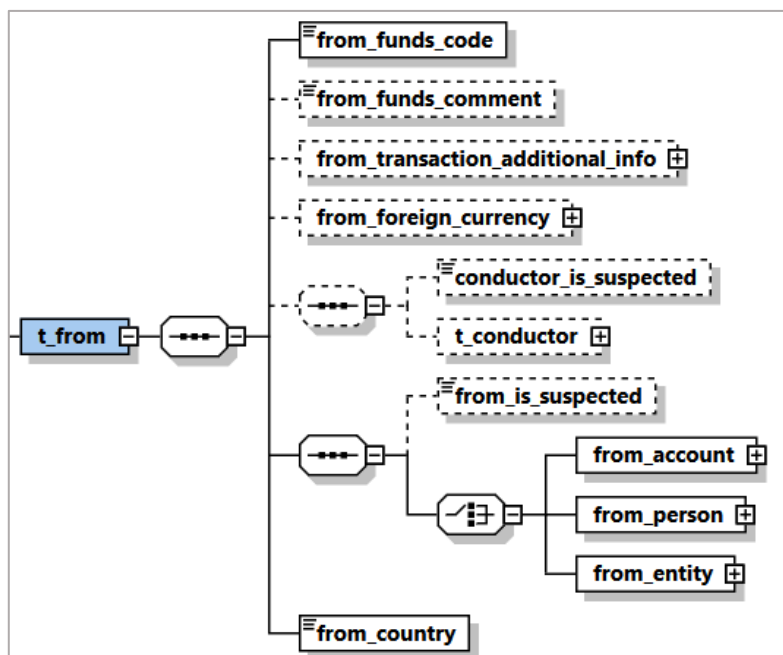 from_funds_code
from_funds_comment
from_transaction_additional_info
from_foreign_currency
conductor_is_suspected
t_from
t_conductor
from_is_suspected
from_account
from_person
from_entity
from_country